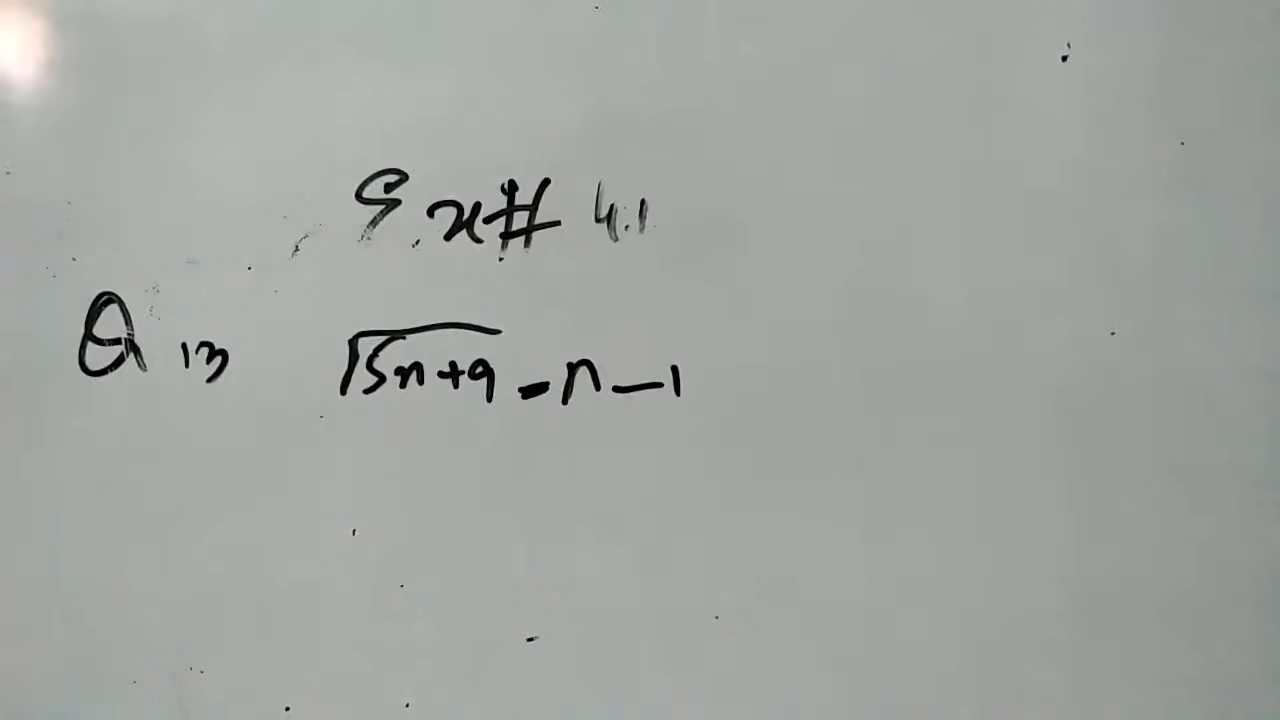 Ex# 4.1
Q 13 √5n+9 = n-1